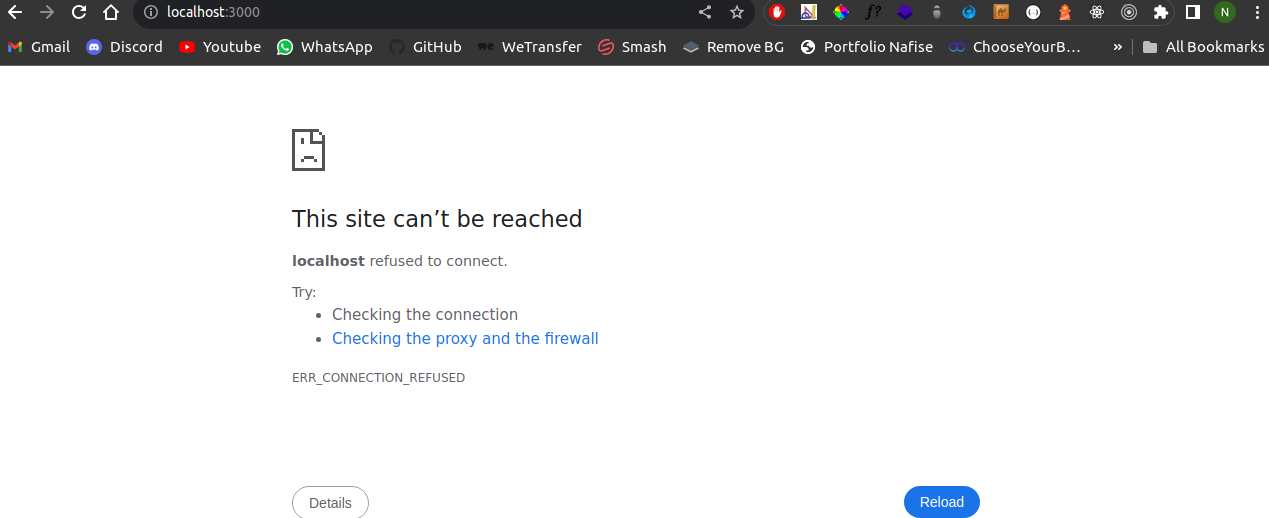 localhost:3000
f?
N
Gmail Discord Youtube WhatsApp GitHub WeTransfer Smash Remove BG Portfolio Nafise ChooseYourB... » All Bookmarks
This site can’t be reached
localhost refused to connect.
Try:
Checking the connection
Checking the proxy and the firewall
ERR_CONNECTION_REFUSED
Details Reload